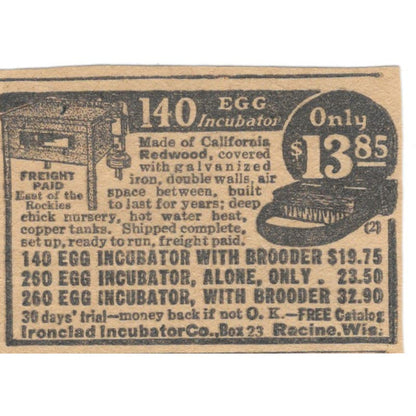 140 EGG
Incubator
Only
$13.85
Made of California
Redwood, covered
with galvanized
iron, double walls, air
space between, built
to last for years; deep
chick nursery, hot water heat,
copper tanks. Shipped complete,
set up, ready to run, freight paid.
FREIGHT
PAID
East of the
Rockies
(2)
140 EGG INCUBATOR WITH BROODER $19.75
260 EGG INCUBATOR, ALONE, ONLY . 23.50
260 EGG INCUBATOR, WITH BROODER 32.90
30 days' trial—money back if not O. K.—FREE Catalog
Ironclad Incubator Co., Box 23 Racine, Wis.